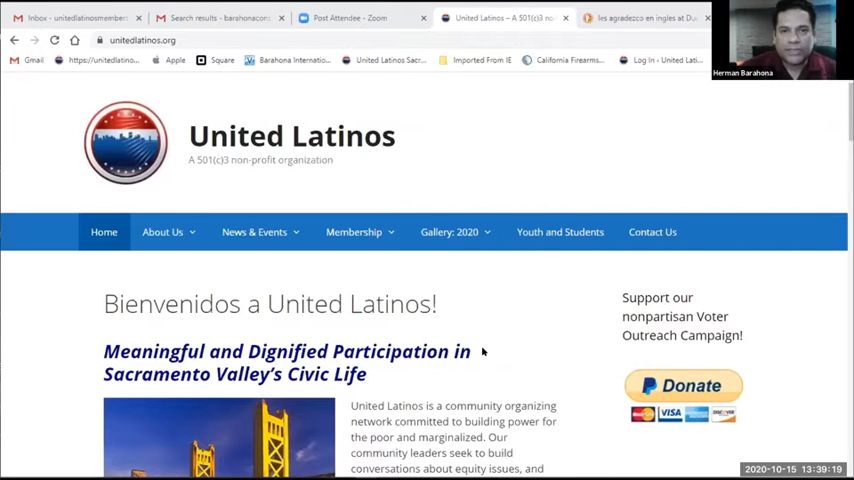 Inbox - unitedlatinosmember
Search results - barahonacons
Post Attendee - Zoom
United Latinos – A 501(c)3 no
les agradezco en ingles at Du
unitedlatinos.org
Gmail
https://unitedlatino...
Apple
Square
Barahona Internatio...
United Latinos Sacr...
Imported From IE
California Firearms...
Log In ‹ United Lati...
Herman Barahona
United Latinos
A 501(c)3 non-profit organization
Home
About Us
News & Events
Membership
Gallery: 2020
Youth and Students
Contact Us
Bienvenidos a United Latinos!
Meaningful and Dignified Participation in
Sacramento Valley's Civic Life
United Latinos is a community organizing
network committed to building power for
the poor and marginalized. Our
community leaders seek to build
conversations about equity issues, and
Support our
nonpartisan Voter
Outreach Campaign!
Donate
VISA
DISCOVER
2020-10-15 13:39:19